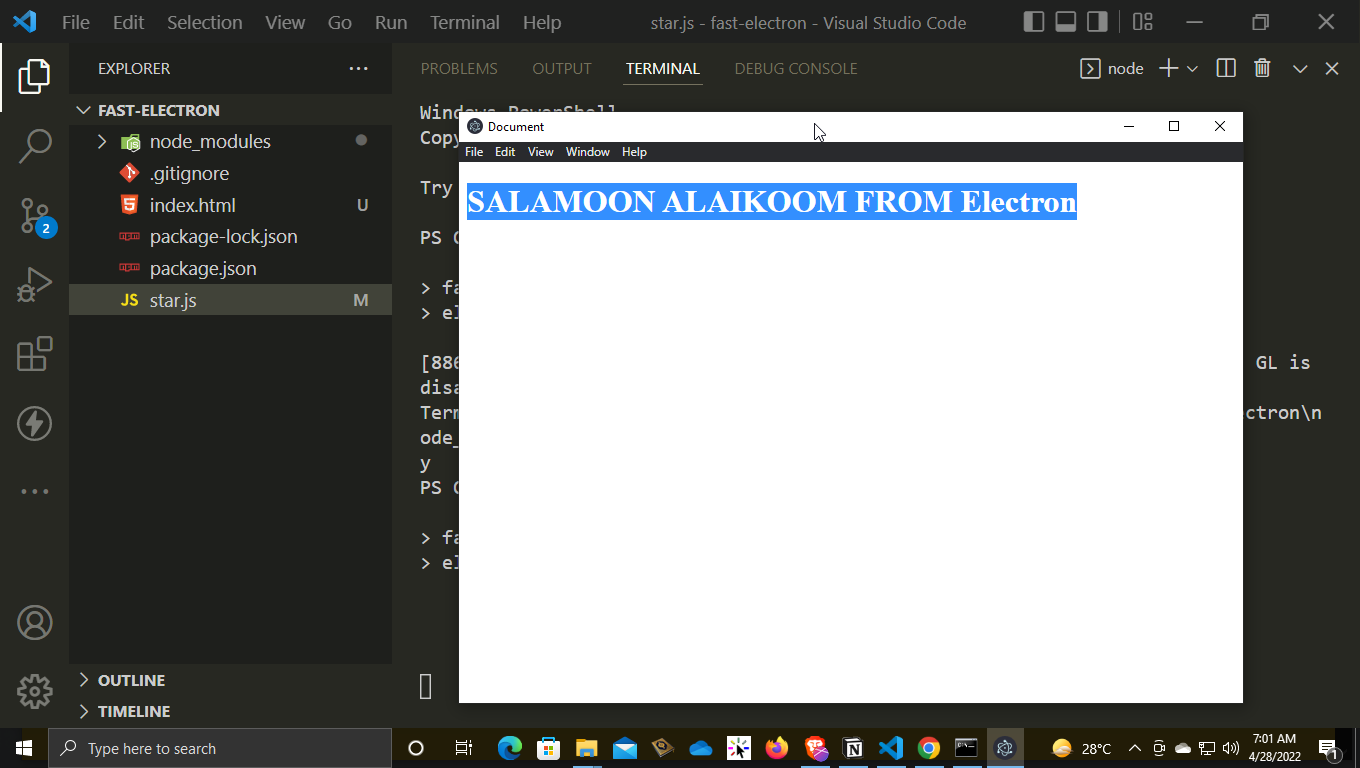 File Edit Selection View Go Run Terminal Help star.js - fast-electron - Visual Studio Code
EXPLORER
FAST-ELECTRON
node_modules
.gitignore
index.html U
package-lock.json
package.json
JS star.js M
OUTLINE
TIMELINE
2
PROBLEMS OUTPUT TERMINAL DEBUG CONSOLE node
Windows PowerShell
Copy
Try
PS
> fa
> el
[886 GL is
disa
Term ectron\n
ode_
y
PS
> fa
> el
Document
File Edit View Window Help
SALAMOON ALAIKOOM FROM Electron
Type here to search
28°C
7:01 AM
4/28/2022
1